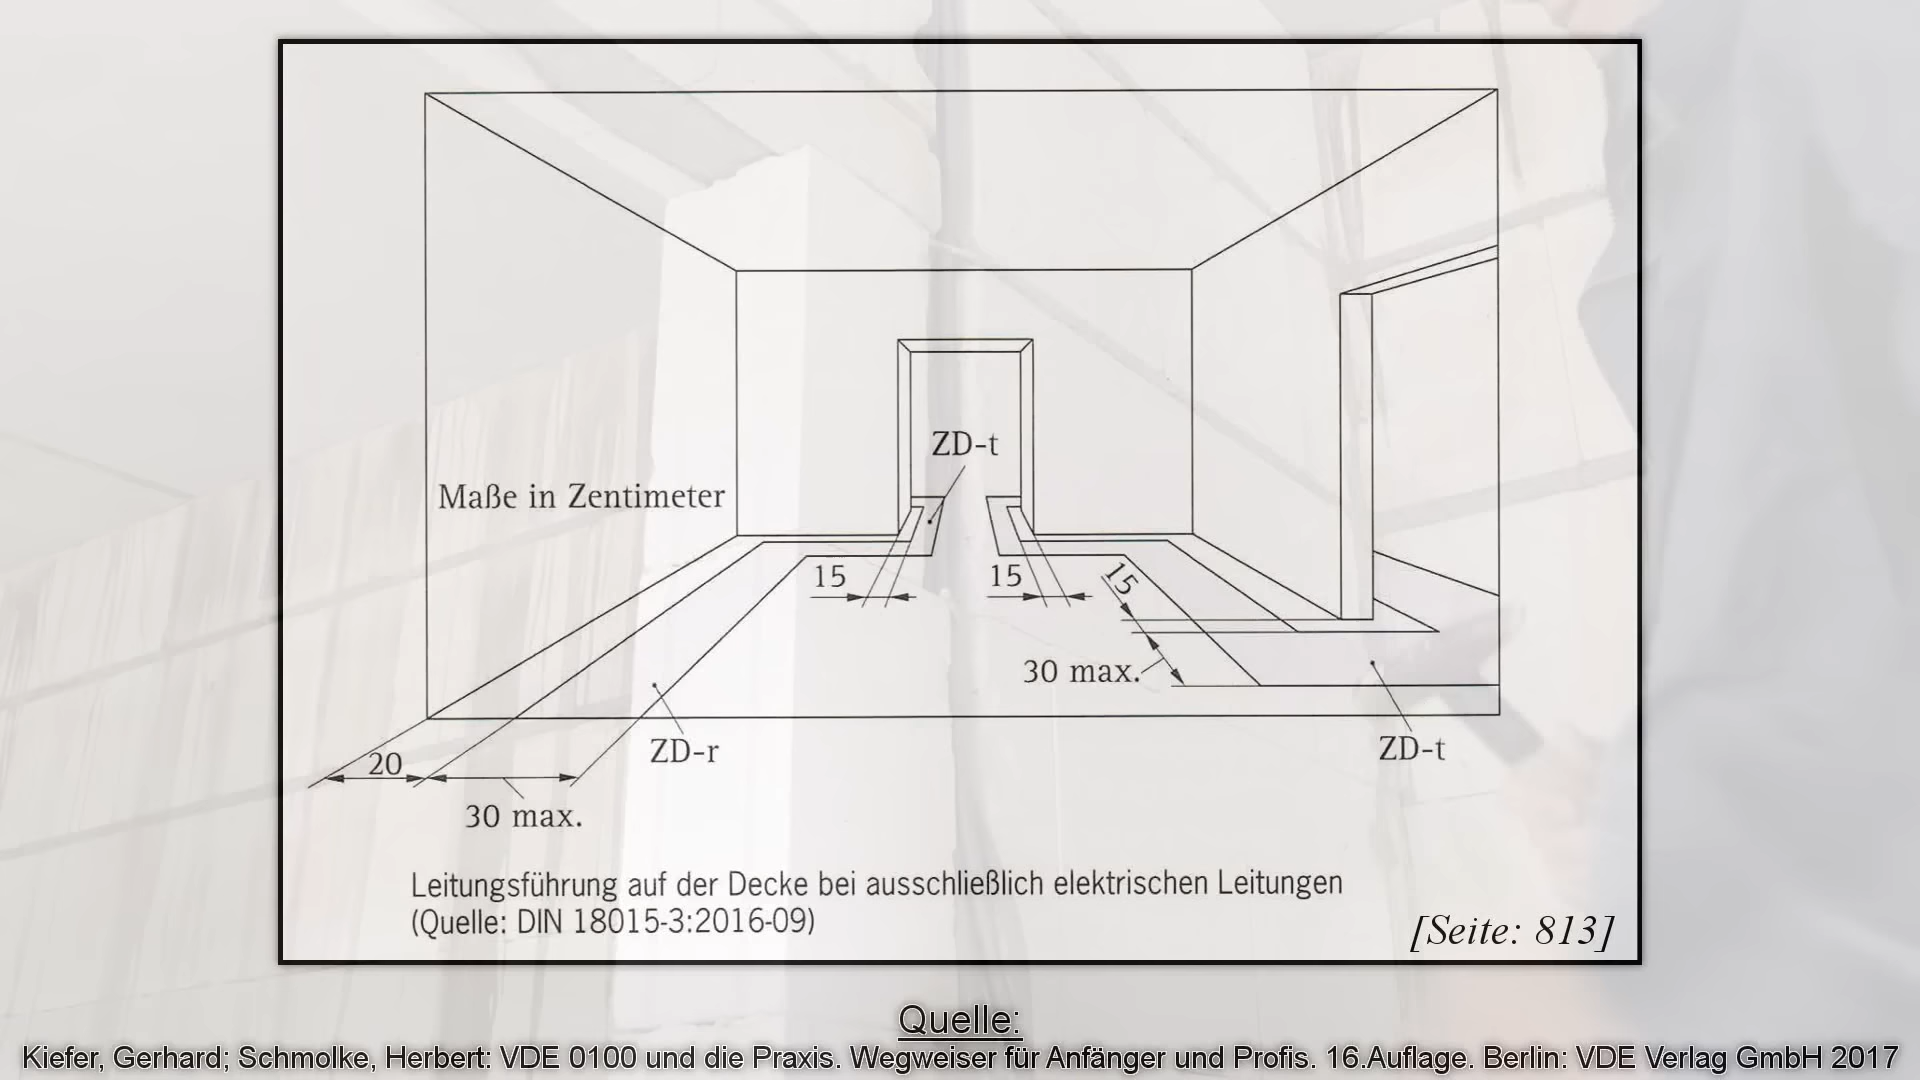 ZD-t
Maße in Zentimeter
15
15
15
30 max.
ZD-r
ZD-t
20
30 max.
Leitungsführung auf der Decke bei ausschließlich elektrischen Leitungen
(Quelle: DIN 18015-3:2016-09)
[Seite: 813]
Quelle:
Kiefer, Gerhard; Schmolke, Herbert: VDE 0100 und die Praxis. Wegweiser für Anfänger und Profis. 16.Auflage. Berlin: VDE Verlag GmbH 2017